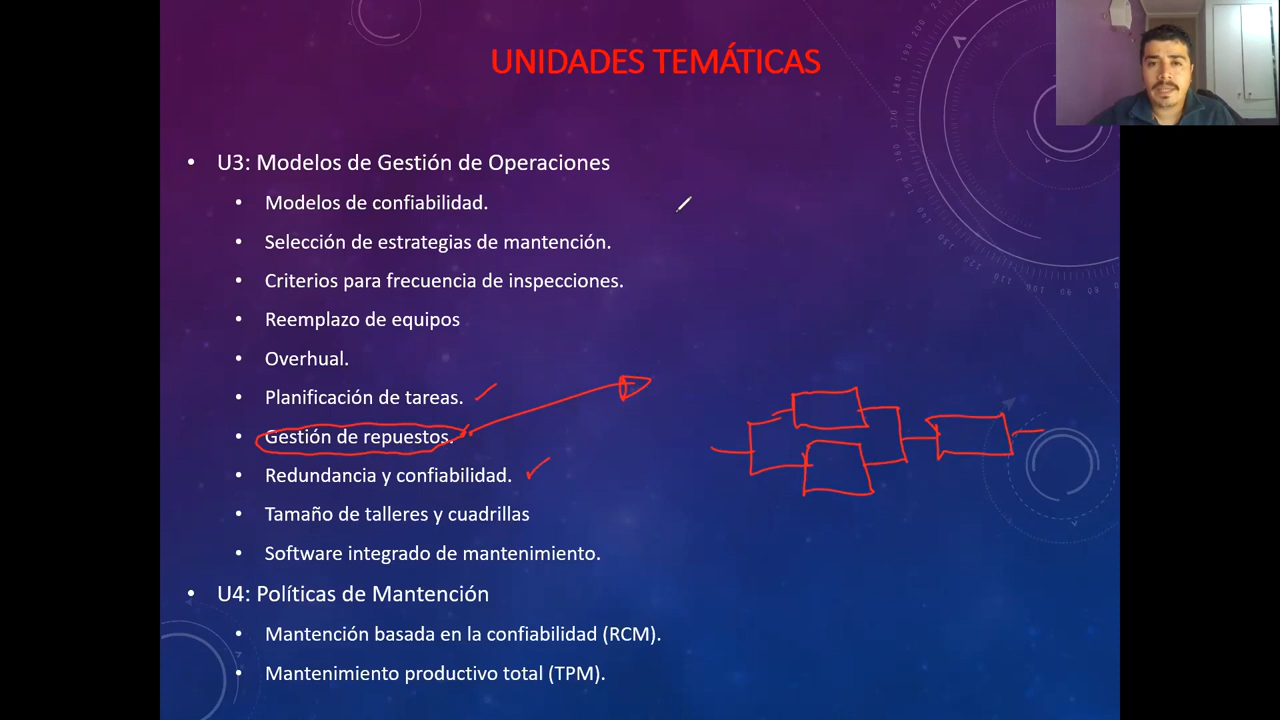 UNIDADES TEMÁTICAS
• U3: Modelos de Gestión de Operaciones
• Modelos de confiabilidad.
• Selección de estrategias de mantención.
• Criterios para frecuencia de inspecciones.
• Reemplazo de equipos
• Overhual.
• Planificación de tareas.
• Gestión de repuestos.
• Redundancia y confiabilidad.
• Tamaño de talleres y cuadrillas
• Software integrado de mantenimiento.
• U4: Políticas de Mantención
• Mantención basada en la confiabilidad (RCM).
• Mantenimiento productivo total (TPM).